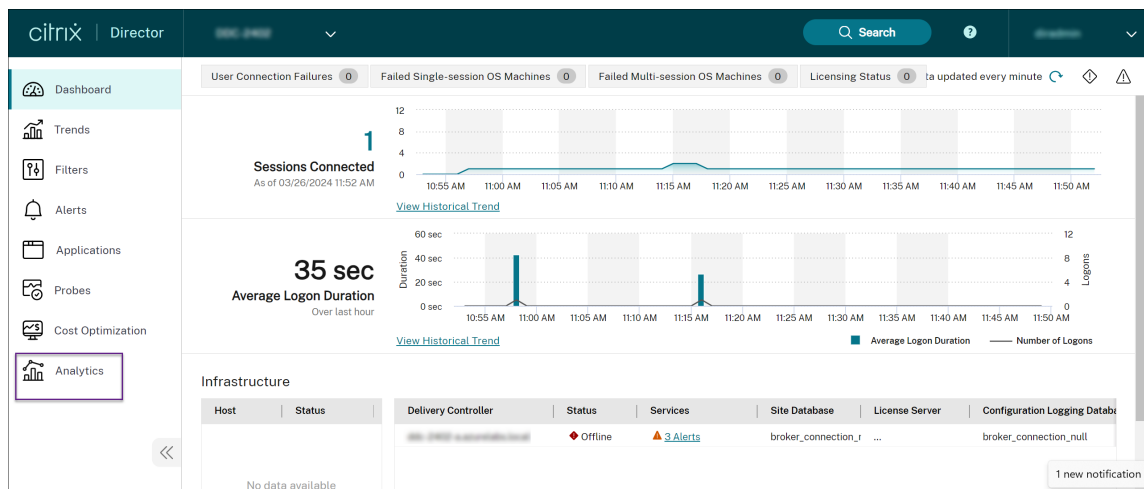 citrix | Director
Search
User Connection Failures 0
Failed Single-session OS Machines 0
Failed Multi-session OS Machines 0
Licensing Status 0
ta updated every minute
Dashboard
Trends
Filters
Alerts
Applications
Probes
Cost Optimization
Analytics
1
Sessions Connected
As of 03/26/2024 11:52 AM
12
8
4
0
10:55 AM 11:00 AM 11:05 AM 11:10 AM 11:15 AM 11:20 AM 11:25 AM 11:30 AM 11:35 AM 11:40 AM 11:45 AM 11:50 AM
View Historical Trend
35 sec
Average Logon Duration
Over last hour
Duration
60 sec
40 sec
20 sec
0 sec
12
8
4
0
Logons
10:55 AM 11:00 AM 11:05 AM 11:10 AM 11:15 AM 11:20 AM 11:25 AM 11:30 AM 11:35 AM 11:40 AM 11:45 AM 11:50 AM
View Historical Trend
Average Logon Duration
Number of Logons
Infrastructure
Host Status
No data available
Delivery Controller Status Services Site Database License Server Configuration Logging Databa
Offline 3 Alerts broker_connection_r ... broker_connection_null
1 new notification